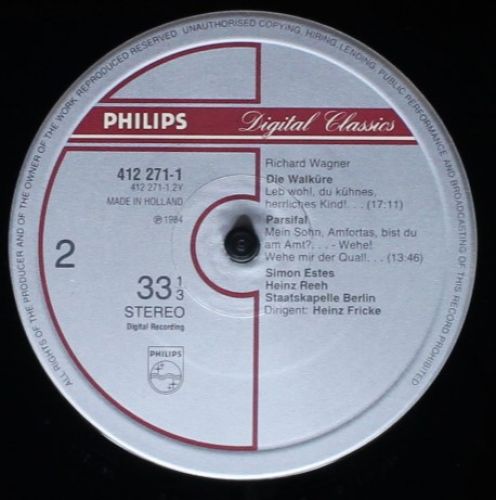 ALL RIGHTS OF THE PRODUCER AND OF THE OWNER OF THE WORK REPRODUCED RESERVED. UNAUTHORISED COPYING, HIRING, LENDING, PUBLIC PERFORMANCE AND BROADCASTING OF THIS RECORD PROHIBITED
PHILIPS Digital Classics
412 271-1
412 271-1.2Y
MADE IN HOLLAND
℗ 1984
2
33 1/3
STEREO
Digital Recording
PHILIPS
Richard Wagner
Die Walküre
Leb wohl, du kühnes,
herrliches Kind!. . . (17:11)
Parsifal
Mein Sohn, Amfortas, bist du
am Amt?. . . - Wehe!
Wehe mir der Qual!. . . (13:46)
Simon Estes
Heinz Reeh
Staatskapelle Berlin
Dirigent: Heinz Fricke